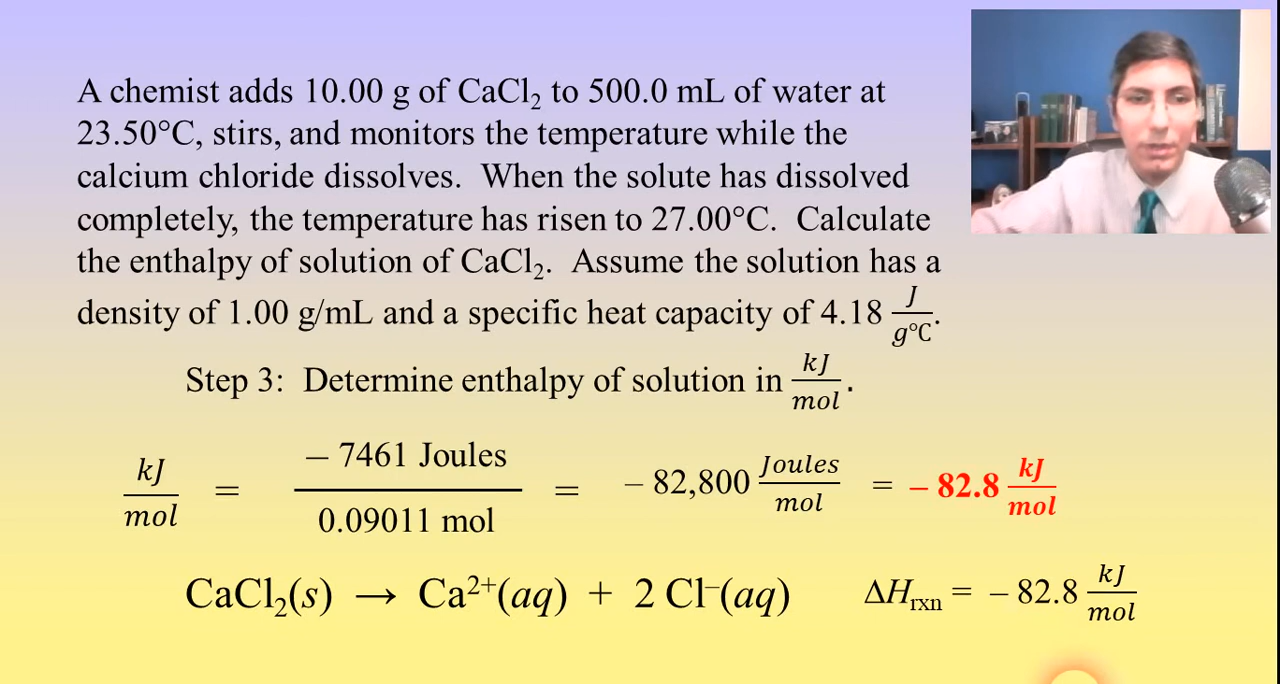 A chemist adds 10.00 g of CaCl₂ to 500.0 mL of water at
23.50°C, stirs, and monitors the temperature while the
calcium chloride dissolves.  When the solute has dissolved
completely, the temperature has risen to 27.00°C.  Calculate
the enthalpy of solution of CaCl₂.  Assume the solution has a
density of 1.00 g/mL and a specific heat capacity of 4.18 J/g°C.
Step 3:  Determine enthalpy of solution in kJ/mol.
kJ/mol = – 7461 Joules/0.09011 mol = – 82,800 Joules/mol = – 82.8 kJ/mol
CaCl₂(s) → Ca²⁺(aq) + 2 Cl⁻(aq) ΔHrxn = – 82.8 kJ/mol